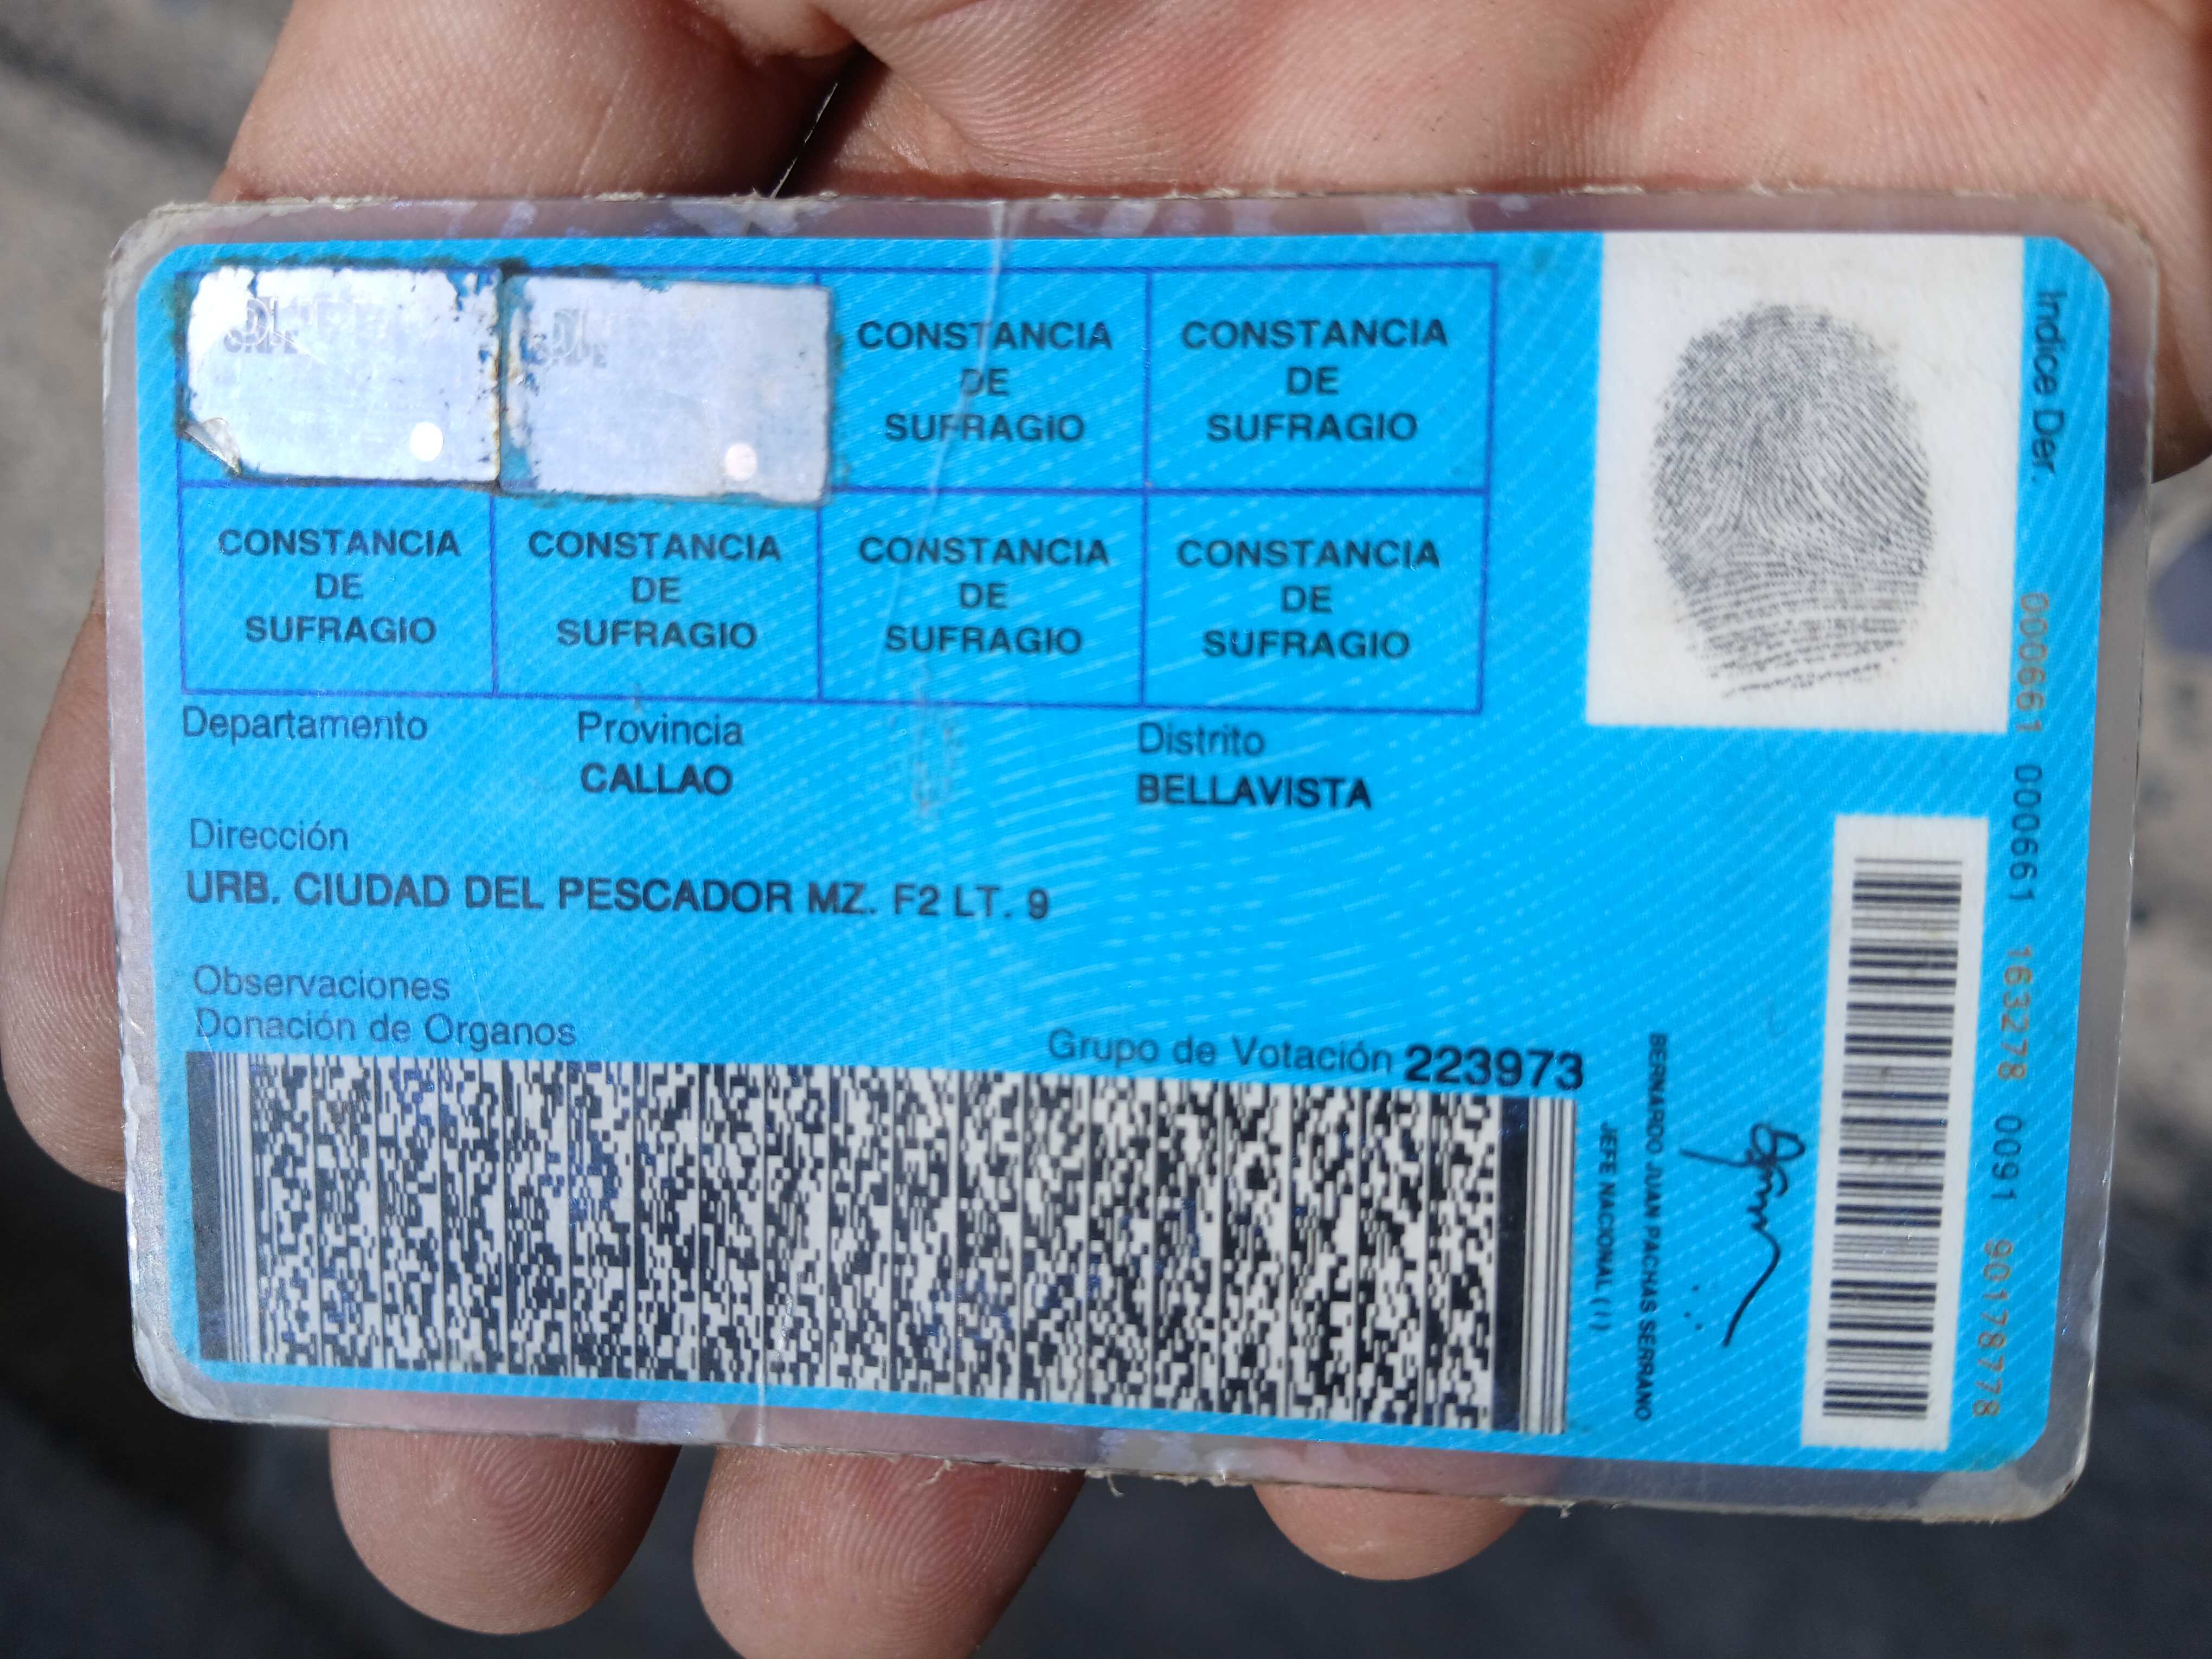 CONSTANCIA
DE
SUFRAGIO
CONSTANCIA
DE
SUFRAGIO
CONSTANCIA
DE
SUFRAGIO
CONSTANCIA
DE
SUFRAGIO
CONSTANCIA
DE
SUFRAGIO
CONSTANCIA
DE
SUFRAGIO
Departamento Provincia Distrito
CALLAO BELLAVISTA
Dirección
URB. CIUDAD DEL PESCADOR MZ. F2 LT. 9
Observaciones
Donación de Organos
Grupo de Votación 223973
Indice Der.
000661 000661 163278 0091 90178778
BERNARDO JUAN PACHAS SERRANO
JEFE NACIONAL (i)